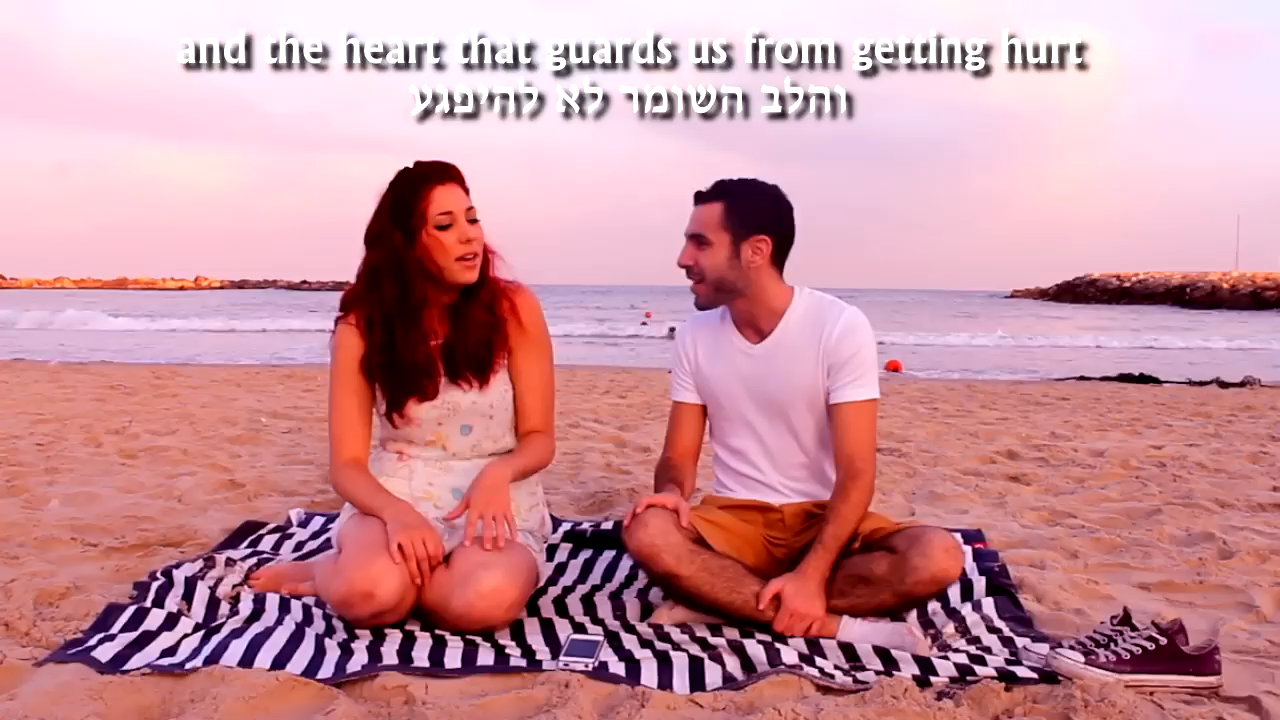 and the heart that guards us from getting hurt
והלב השומר לא להיפגע